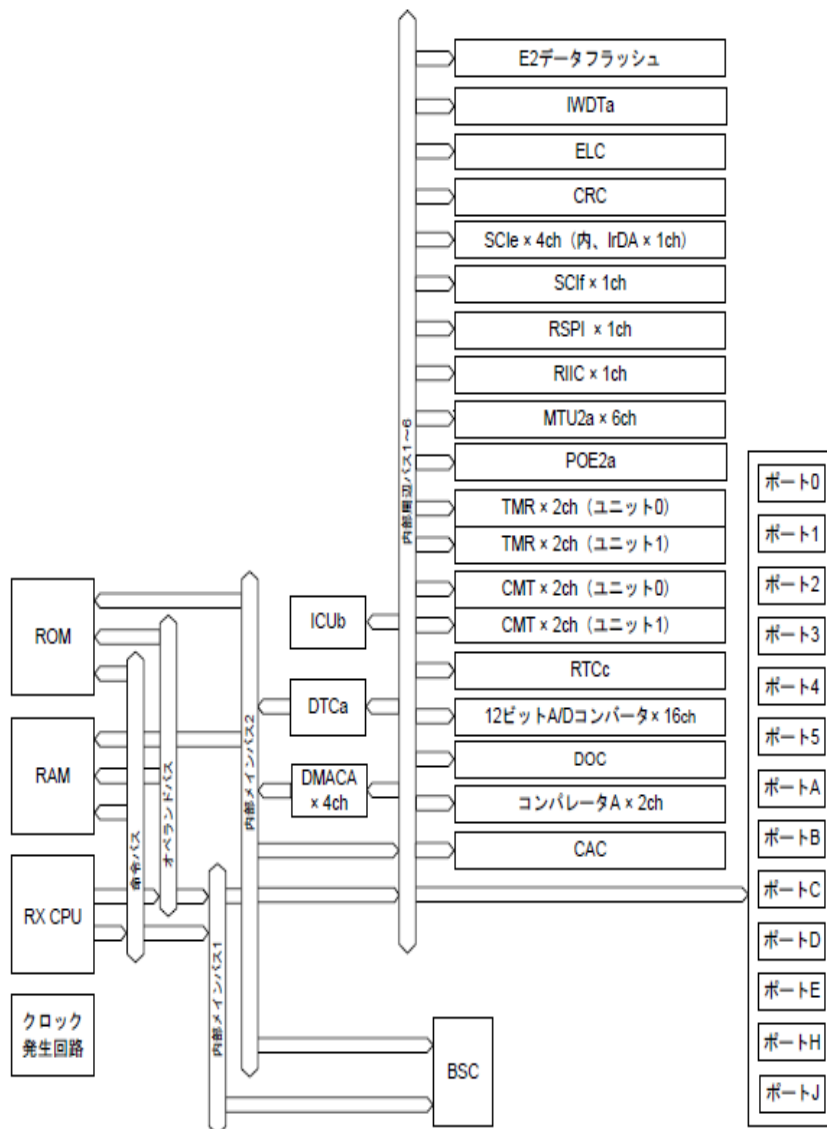 E2データフラッシュ
IWDTa
ELC
CRC
SCIe × 4ch（内、IrDA × 1ch）
SCIf × 1ch
RSPI × 1ch
RIIC × 1ch
MTU2a × 6ch
POE2a
TMR × 2ch（ユニット0）
TMR × 2ch（ユニット1）
CMT × 2ch（ユニット0）
CMT × 2ch（ユニット1）
RTCc
12ビットA/Dコンバータ× 16ch
DOC
コンパレータA × 2ch
CAC
内部周辺バス1～6
ICUb
DTCa
DMACA
× 4ch
ROM
RAM
RX CPU
クロック
発生回路
命令バス
オペランドバス
内部メインバス1
内部メインバス2
BSC
ポート0
ポート1
ポート2
ポート3
ポート4
ポート5
ポートA
ポートB
ポートC
ポートD
ポートE
ポートH
ポートJ